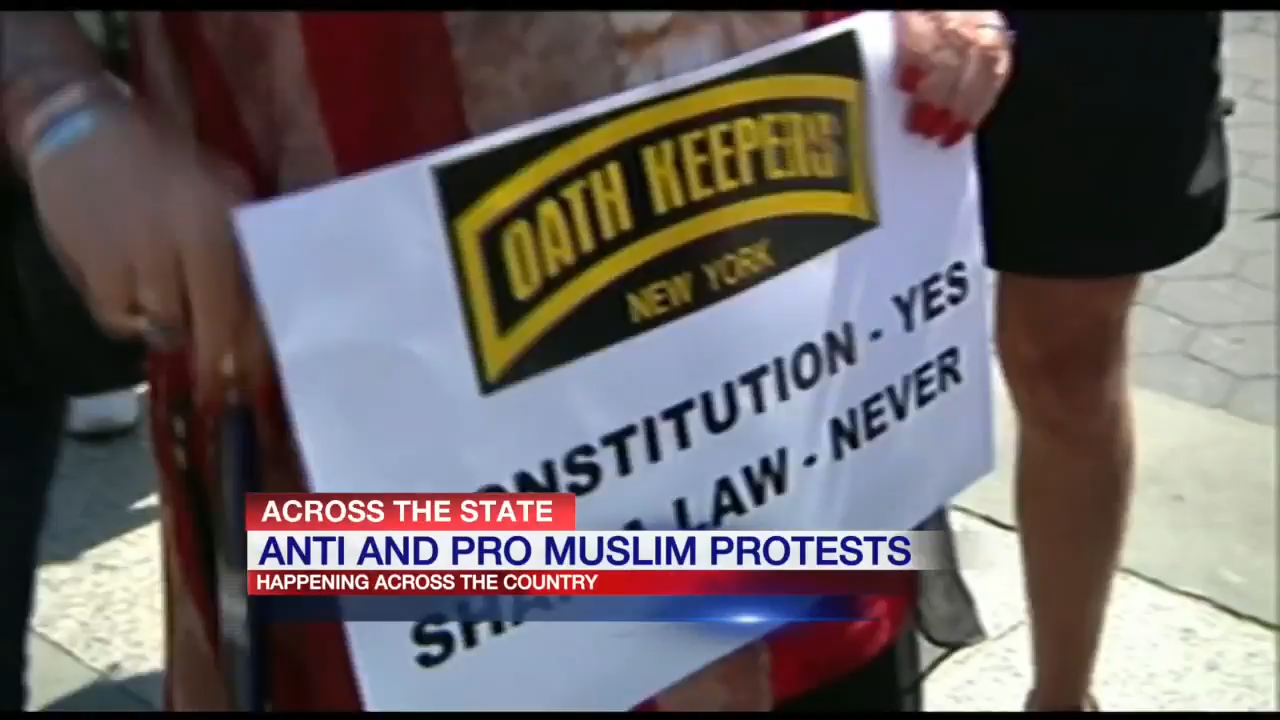 OATH KEEPERS
NEW YORK
ONSTITUTION - YES
LAW - NEVER
ACROSS THE STATE
ANTI AND PRO MUSLIM PROTESTS
HAPPENING ACROSS THE COUNTRY